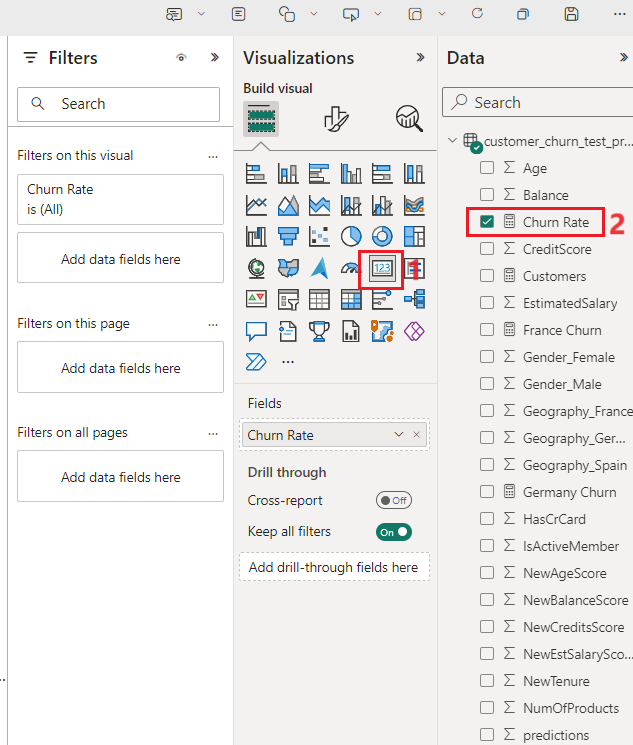 Filters
Search
Filters on this visual
...
Churn Rate
is (All)
Add data fields here
Filters on this page
...
Add data fields here
Filters on all pages
...
Add data fields here
Visualizations
Build visual
123
1
...
Fields
Churn Rate
Drill through
Cross-report
Off
Keep all filters
On
Add drill-through fields here
Data
Search
customer_churn_test_pr...
Age
Balance
Churn Rate
2
CreditScore
Customers
EstimatedSalary
France Churn
Gender_Female
Gender_Male
Geography_France
Geography_Ger...
Geography_Spain
Germany Churn
HasCrCard
IsActiveMember
NewAgeScore
NewBalanceScore
NewCreditsScore
NewEstSalarySco...
NewTenure
NumOfProducts
predictions